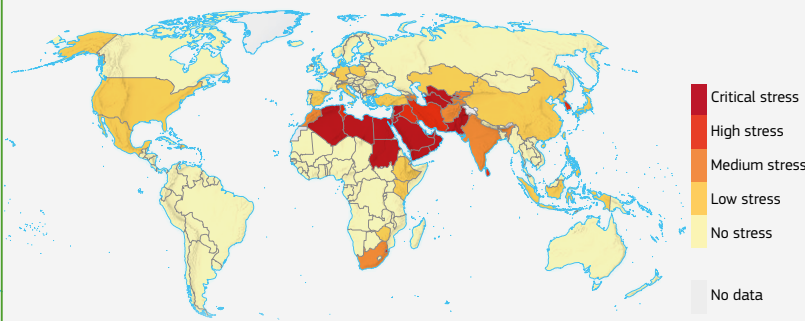 Critical stress
High stress
Medium stress
Low stress
No stress
No data